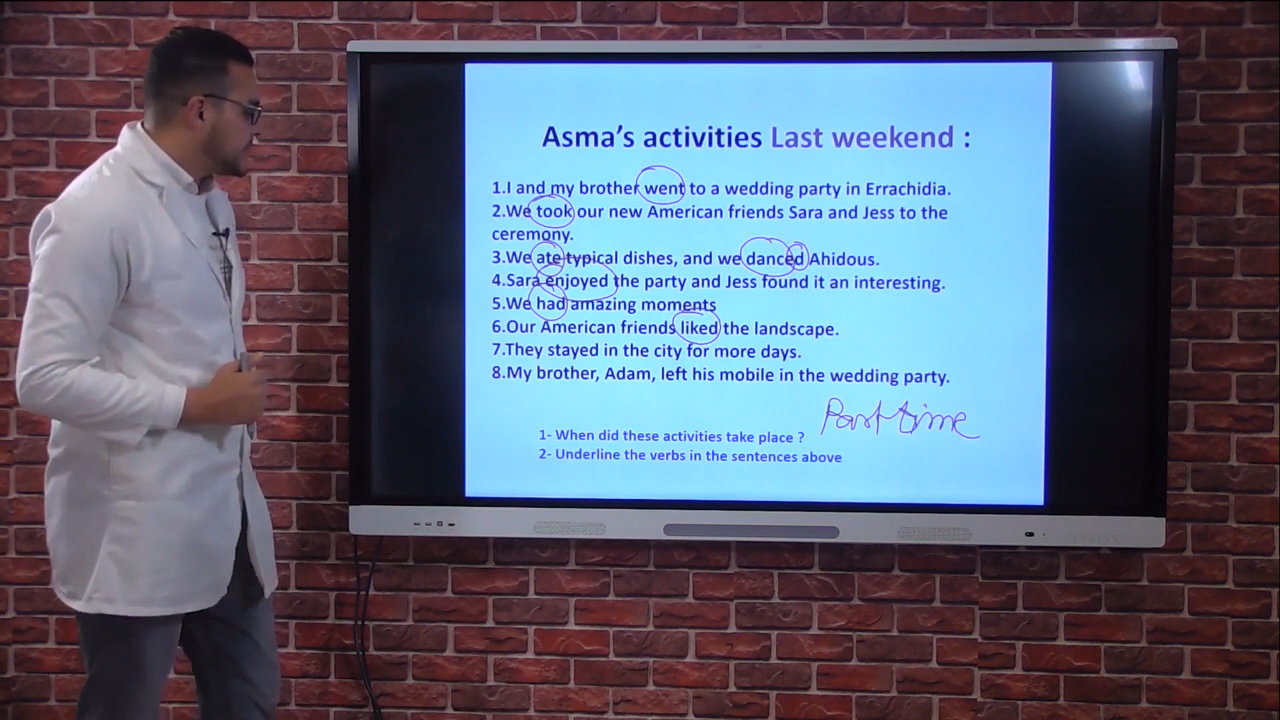 Asma's activities Last weekend :
1.I and my brother went to a wedding party in Errachidia.
2.We took our new American friends Sara and Jess to the
ceremony.
3.We ate typical dishes, and we danced Ahidous.
4.Sara enjoyed the party and Jess found it an interesting.
5.We had amazing moments
6.Our American friends liked the landscape.
7.They stayed in the city for more days.
8.My brother, Adam, left his mobile in the wedding party.
Past time
1- When did these activities take place ?
2- Underline the verbs in the sentences above